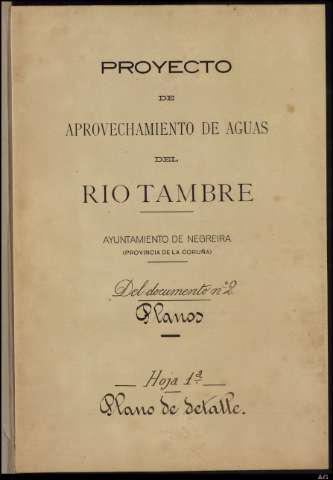 PROYECTO
DE
APROVECHAMIENTO DE AGUAS
DEL
RIO TAMBRE
AYUNTAMIENTO DE NEGREIRA
(PROVINCIA DE LA CORUÑA)
Del documento nº 2
Planos
Hoja 1ª
Plano de detalle.
AG